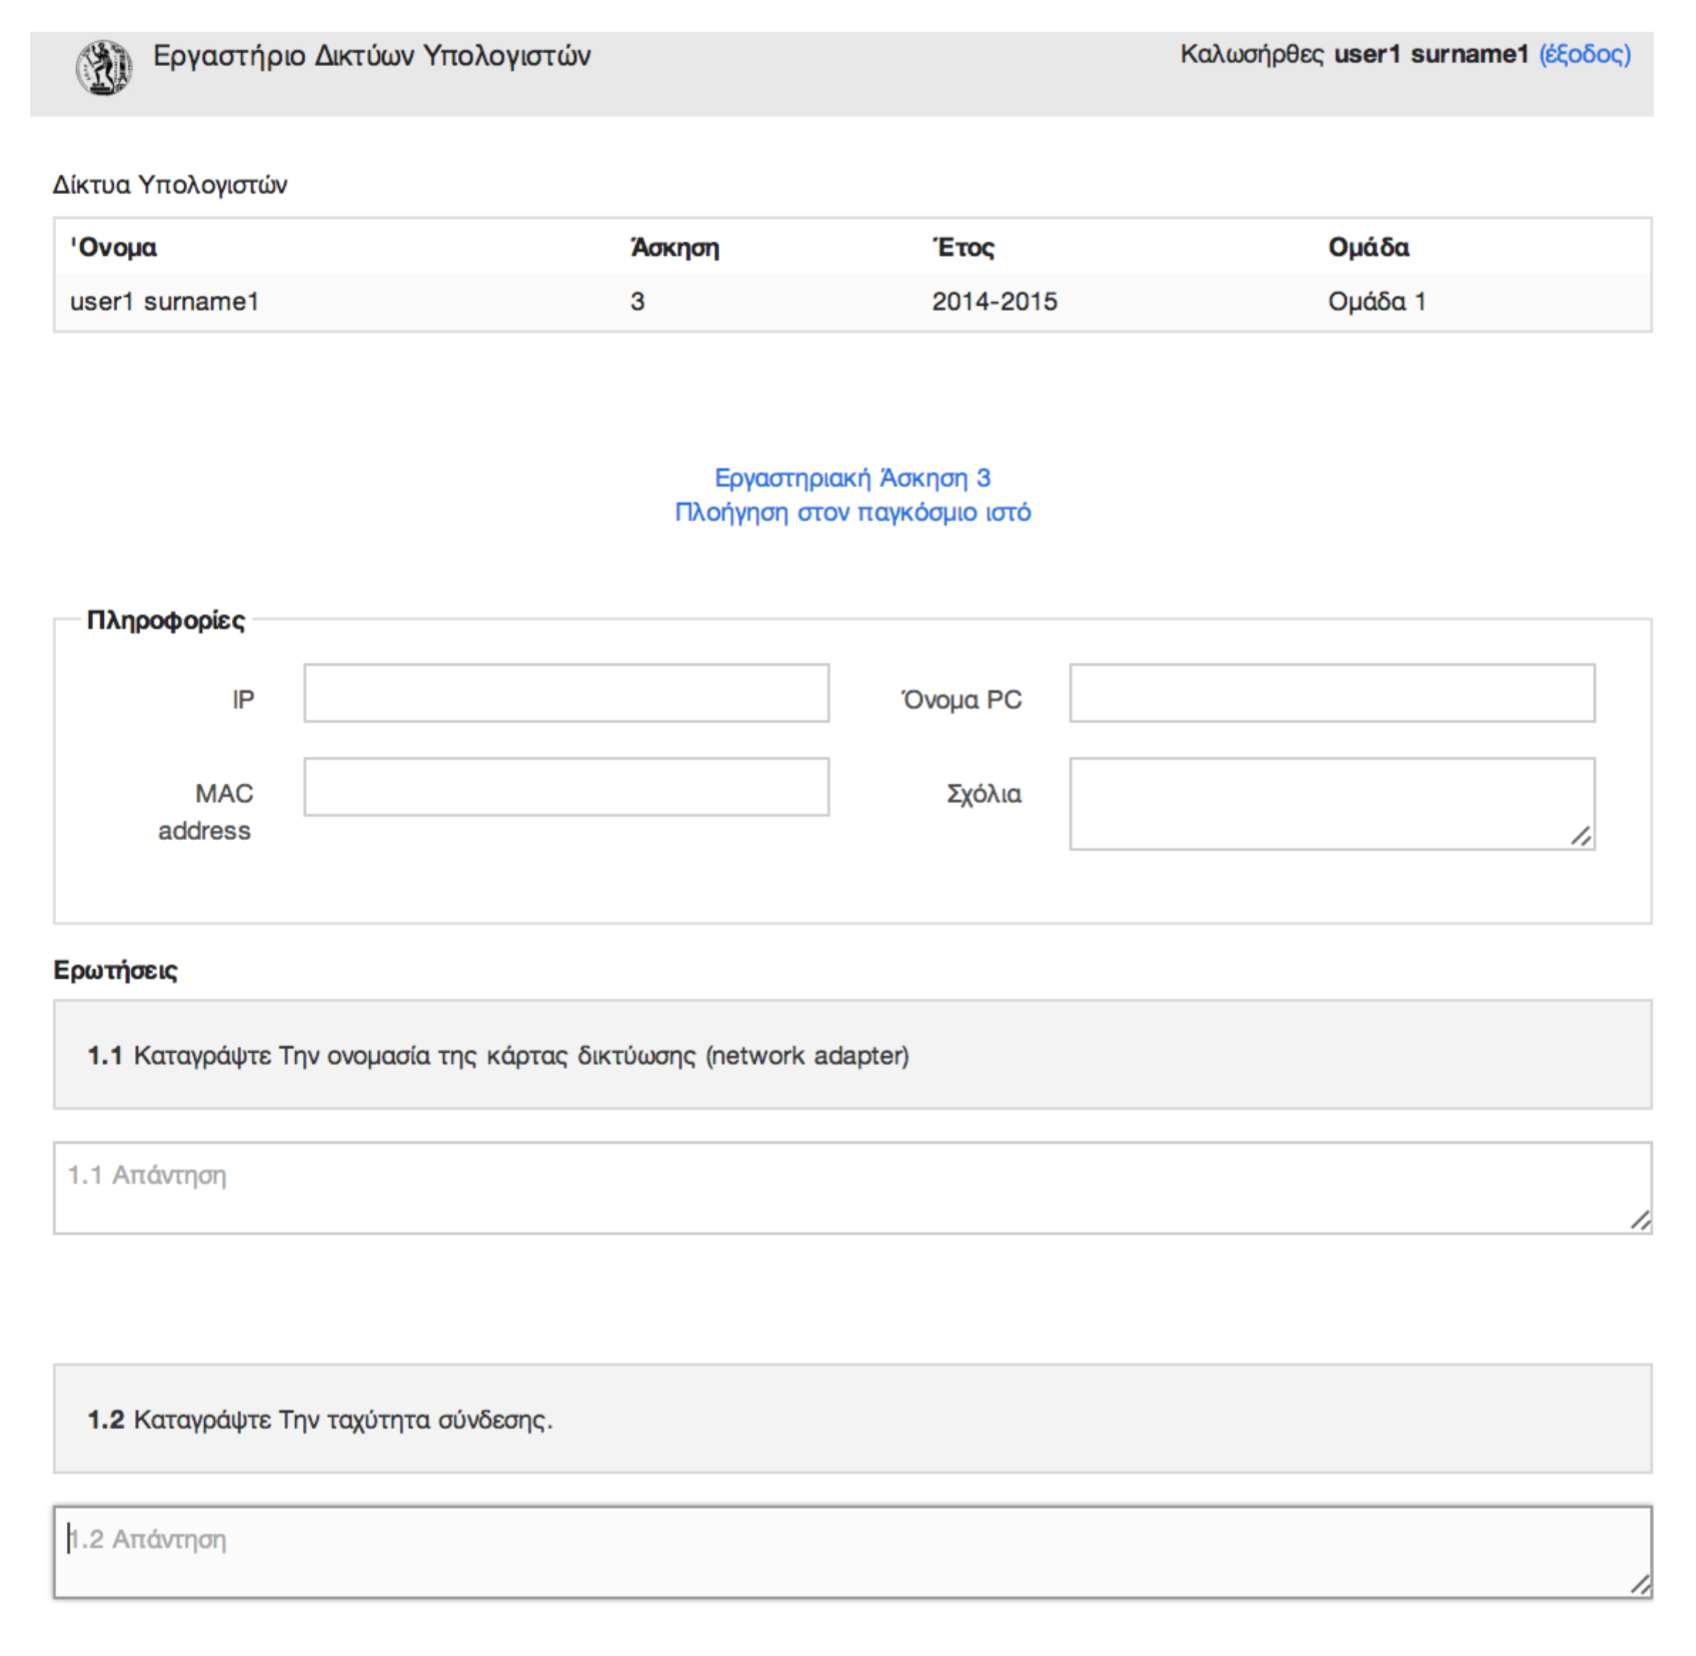 Εργαστήριο Δικτύων Υπολογιστών
Καλωσήρθες user1 surname1 (έξοδος)
Δίκτυα Υπολογιστών
'Ονομα Άσκηση Έτος Ομάδα
user1 surname1 3 2014-2015 Ομάδα 1
Εργαστηριακή Άσκηση 3
Πλοήγηση στον παγκόσμιο ιστό
Πληροφορίες
IP Όνομα PC
MAC address Σχόλια
Ερωτήσεις
1.1 Καταγράψτε Την ονομασία της κάρτας δικτύωσης (network adapter)
1.1 Απάντηση
1.2 Καταγράψτε Την ταχύτητα σύνδεσης.
1.2 Απάντηση